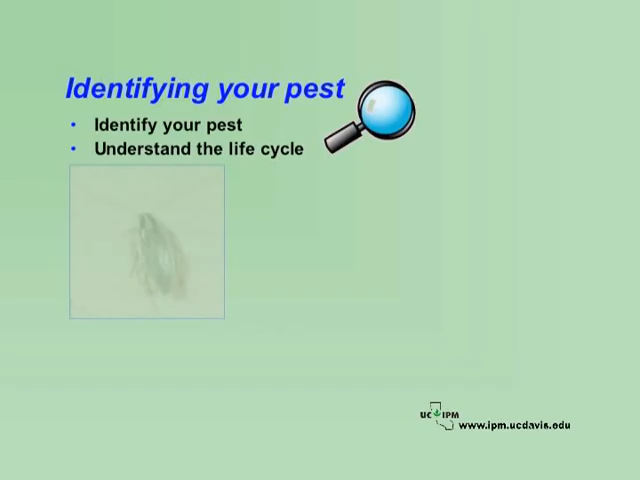 Identifying your pest
• Identify your pest
• Understand the life cycle
UC IPM
www.ipm.ucdavis.edu